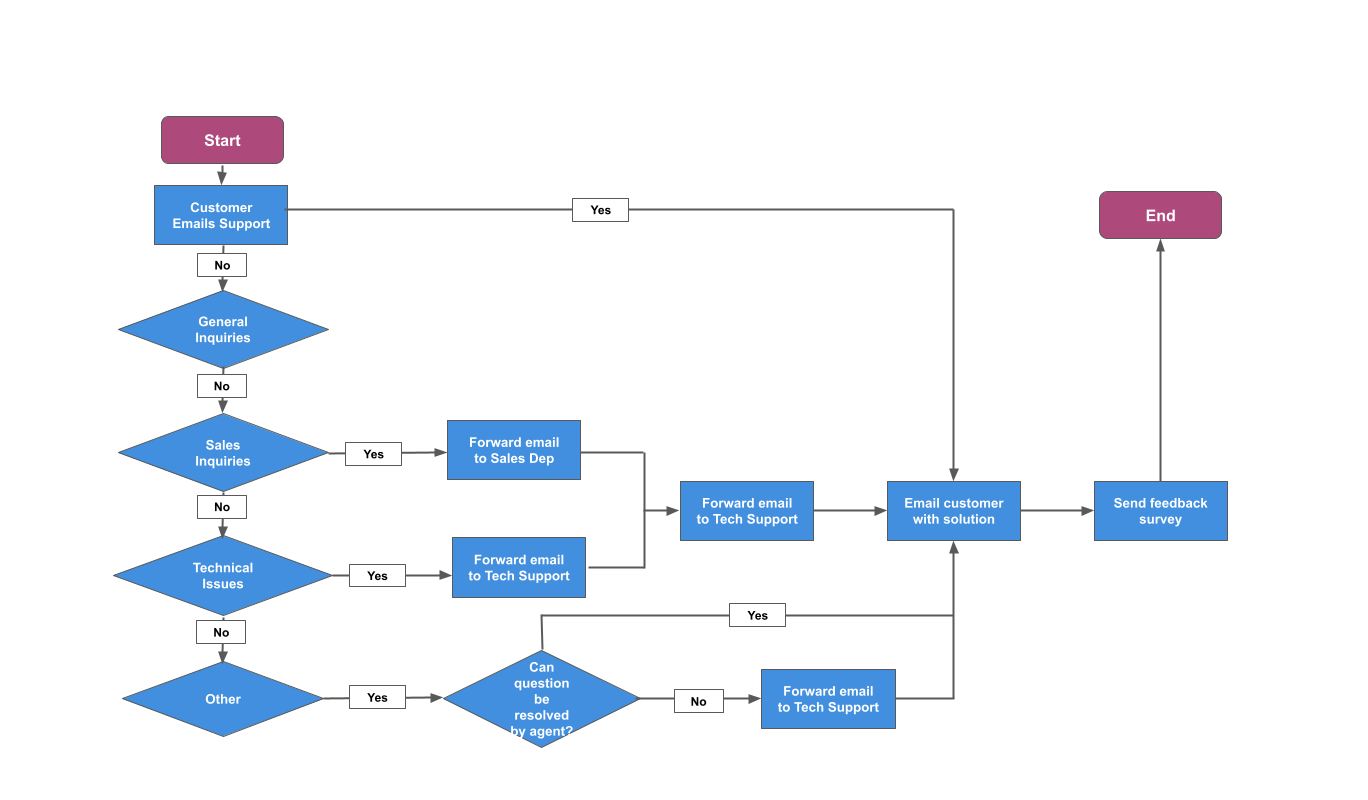 Start
Customer
Emails Support
Yes
End
No
General
Inquiries
No
Sales
Inquiries
Yes
Forward email
to Sales Dep
No
Forward email
to Tech Support
Email customer
with solution
Send feedback
survey
Technical
Issues
Yes
Forward email
to Tech Support
No
Yes
Other
Yes
Can
question
be
resolved
by agent?
No
Forward email
to Tech Support